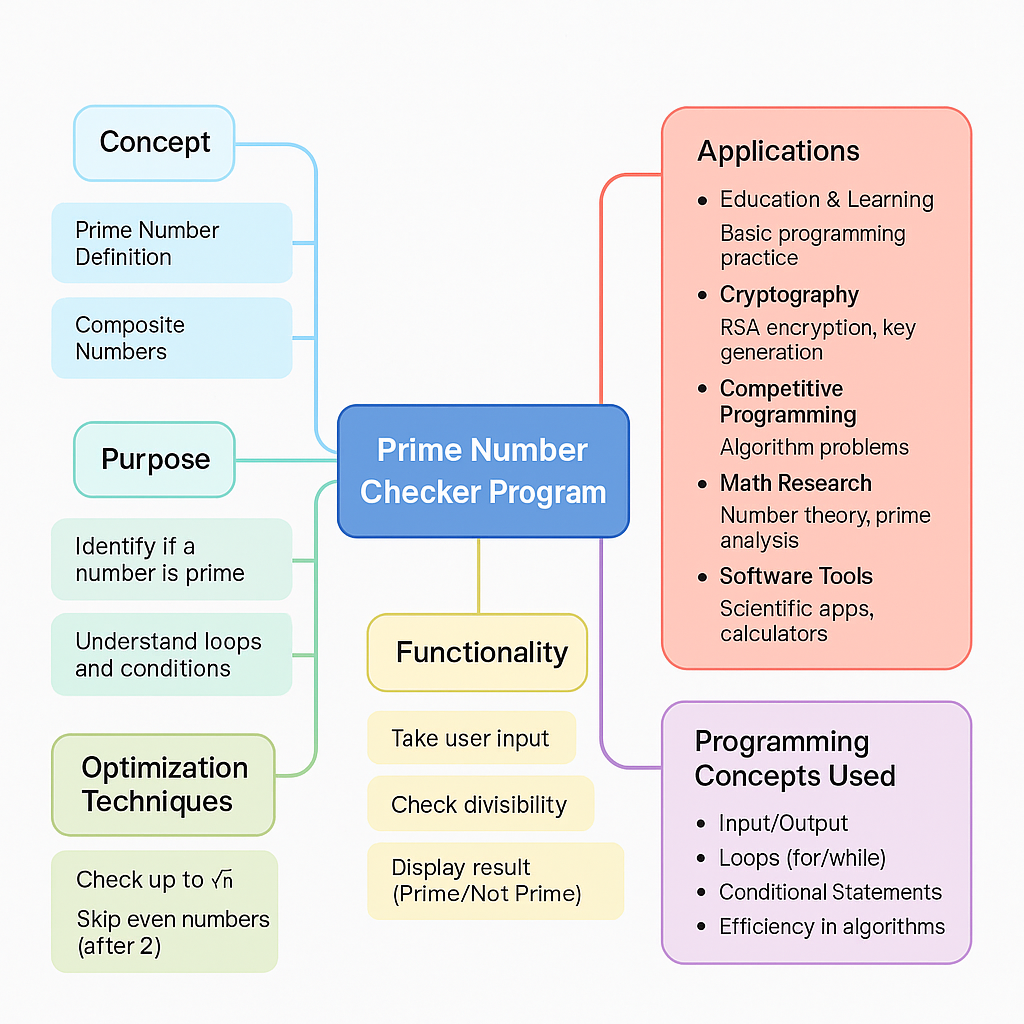 Concept
Prime Number
Definition
Composite
Numbers
Purpose
Identify if a
number is prime
Understand loops
and conditions
Optimization
Techniques
Check up to √n
Skip even numbers
(after 2)
Prime Number
Checker Program
Functionality
Take user input
Check divisibility
Display result
(Prime/Not Prime)
Applications
• Education & Learning
Basic programming
practice
• Cryptography
RSA encryption, key
generation
• Competitive
Programming
Algorithm problems
• Math Research
Number theory, prime
analysis
• Software Tools
Scientific apps,
calculators
Programming
Concepts Used
• Input/Output
• Loops (for/while)
• Conditional Statements
• Efficiency in algorithms